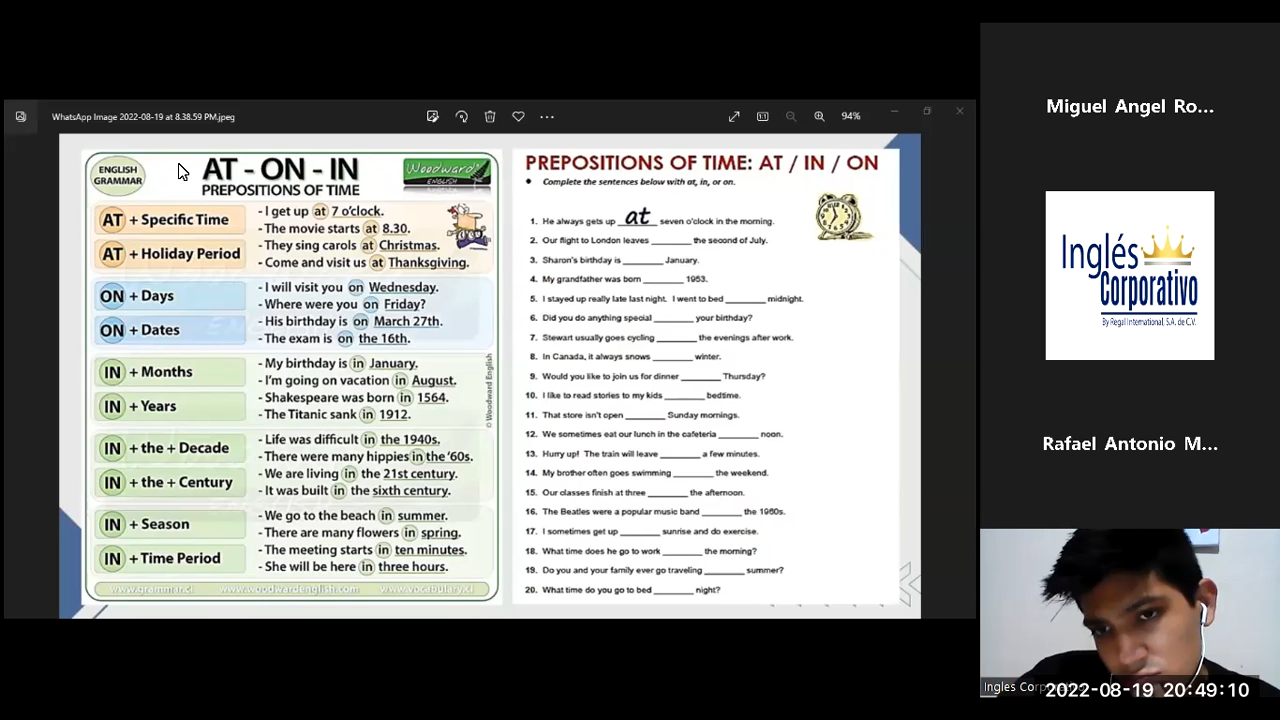 WhatsApp Image 2022-08-19 at 8.38.59 PM.jpeg
94%
ENGLISH GRAMMAR
AT - ON - IN
PREPOSITIONS OF TIME
Woodward
ENGLISH
AT + Specific Time
- I get up at 7 o'clock.
- The movie starts at 8.30.
AT + Holiday Period
- They sing carols at Christmas.
- Come and visit us at Thanksgiving.
ON + Days
- I will visit you on Wednesday.
- Where were you on Friday?
ON + Dates
- His birthday is on March 27th.
- The exam is on the 16th.
IN + Months
- My birthday is in January.
- I'm going on vacation in August.
IN + Years
- Shakespeare was born in 1564.
- The Titanic sank in 1912.
IN + the + Decade
- Life was difficult in the 1940s.
- There were many hippies in the '60s.
IN + the + Century
- We are living in the 21st century.
- It was built in the sixth century.
IN + Season
- We go to the beach in summer.
- There are many flowers in spring.
IN + Time Period
- The meeting starts in ten minutes.
- She will be here in three hours.
© Woodward English
www.grammar.cl www.woodwardenglish.com www.vocabulary.cl
PREPOSITIONS OF TIME: AT / IN / ON
• Complete the sentences below with at, in, or on.
1. He always gets up at seven o'clock in the morning.
2. Our flight to London leaves ________ the second of July.
3. Sharon's birthday is ________ January.
4. My grandfather was born ________ 1953.
5. I stayed up really late last night. I went to bed ________ midnight.
6. Did you do anything special ________ your birthday?
7. Stewart usually goes cycling ________ the evenings after work.
8. In Canada, it always snows ________ winter.
9. Would you like to join us for dinner ________ Thursday?
10. I like to read stories to my kids ________ bedtime.
11. That store isn't open ________ Sunday mornings.
12. We sometimes eat our lunch in the cafeteria ________ noon.
13. Hurry up! The train will leave ________ a few minutes.
14. My brother often goes swimming ________ the weekend.
15. Our classes finish at three ________ the afternoon.
16. The Beatles were a popular music band ________ the 1960s.
17. I sometimes get up ________ sunrise and do exercise.
18. What time does he go to work ________ the morning?
19. Do you and your family ever go traveling ________ summer?
20. What time do you go to bed ________ night?
Miguel Angel Ro...
Inglés
Corporativo
By Regal International, S.A. de C.V.
Rafael Antonio M...
Ingles
2022-08-19 20:49:10